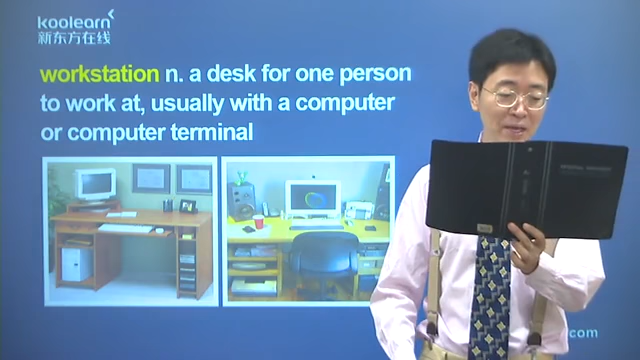 koolearn
新东方在线
workstation n. a desk for one person
to work at, usually with a computer
or computer terminal
.com